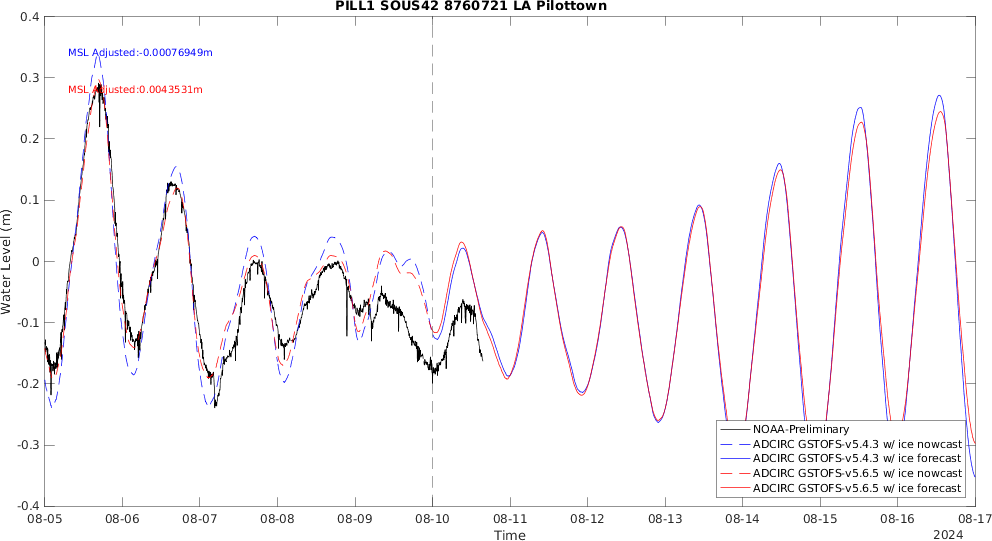 PILL1 SOUS42 8760721 LA Pilottown
MSL Adjusted:-0.00076949m
MSL Adjusted:0.0043531m
Water Level (m)
0.4
0.3
0.2
0.1
0
-0.1
-0.2
-0.3
-0.4
NOAA-Preliminary
ADCIRC GSTOFS-v5.4.3 w/ ice nowcast
ADCIRC GSTOFS-v5.4.3 w/ ice forecast
ADCIRC GSTOFS-v5.6.5 w/ ice nowcast
ADCIRC GSTOFS-v5.6.5 w/ ice forecast
08-05 08-06 08-07 08-08 08-09 08-10 08-11 08-12 08-13 08-14 08-15 08-16 08-17
Time
2024